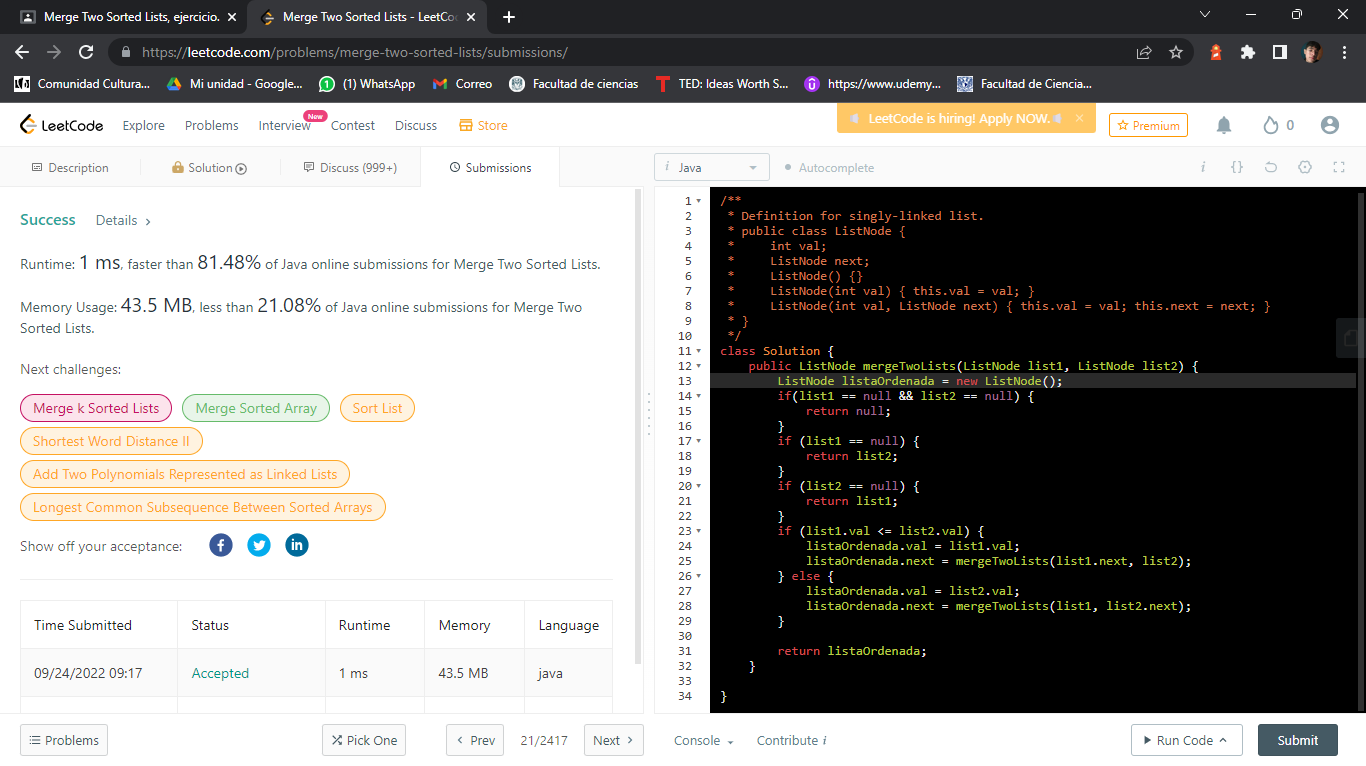 Merge Two Sorted Lists, ejercicio.
Merge Two Sorted Lists - LeetCo
https://leetcode.com/problems/merge-two-sorted-lists/submissions/
Comunidad Cultura...
Mi unidad - Google...
(1) WhatsApp
Correo
Facultad de ciencias
TED: Ideas Worth S...
https://www.udemy...
Facultad de Ciencia...
LeetCode
Explore
Problems
Interview
New
Contest
Discuss
Store
LeetCode is hiring! Apply NOW.
Premium
0
Description
Solution
Discuss (999+)
Submissions
i Java
Autocomplete
i {}
Success Details >
Runtime: 1 ms, faster than 81.48% of Java online submissions for Merge Two Sorted Lists.
Memory Usage: 43.5 MB, less than 21.08% of Java online submissions for Merge Two
Sorted Lists.
Next challenges:
Merge k Sorted Lists
Merge Sorted Array
Sort List
Shortest Word Distance II
Add Two Polynomials Represented as Linked Lists
Longest Common Subsequence Between Sorted Arrays
Show off your acceptance:
Time Submitted Status Runtime Memory Language
09/24/2022 09:17 Accepted 1 ms 43.5 MB java
1 /**
2 * Definition for singly-linked list.
3 * public class ListNode {
4 *     int val;
5 *     ListNode next;
6 *     ListNode() {}
7 *     ListNode(int val) { this.val = val; }
8 *     ListNode(int val, ListNode next) { this.val = val; this.next = next; }
9 * }
10 */
11 class Solution {
12     public ListNode mergeTwoLists(ListNode list1, ListNode list2) {
13         ListNode listaOrdenada = new ListNode();
14         if(list1 == null && list2 == null) {
15             return null;
16         }
17         if (list1 == null) {
18             return list2;
19         }
20         if (list2 == null) {
21             return list1;
22         }
23         if (list1.val <= list2.val) {
24             listaOrdenada.val = list1.val;
25             listaOrdenada.next = mergeTwoLists(list1.next, list2);
26         } else {
27             listaOrdenada.val = list2.val;
28             listaOrdenada.next = mergeTwoLists(list1, list2.next);
29         }
30
31         return listaOrdenada;
32     }
33
34 }
Problems
Pick One
< Prev
21/2417
Next >
Console
Contribute i
Run Code
Submit